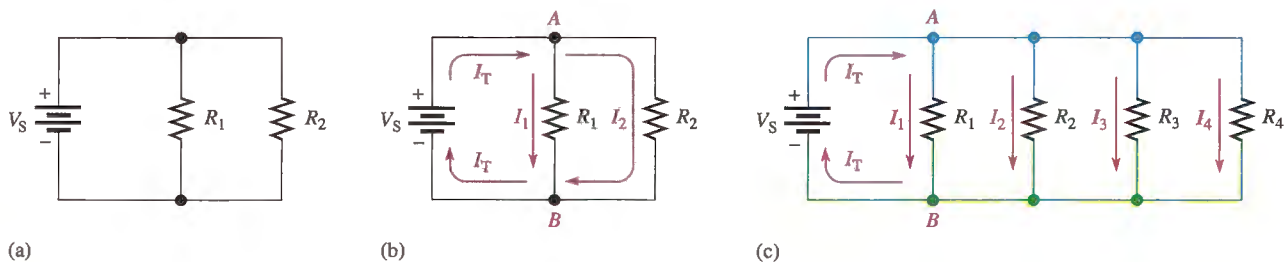 A
A
I_T
I_T
+
V_S
−
R_1
R_2
+
V_S
−
I_1
R_1
I_2
R_2
+
V_S
−
I_1
R_1
I_2
R_2
I_3
R_3
I_4
R_4
I_T
I_T
B
B
(a)
(b)
(c)